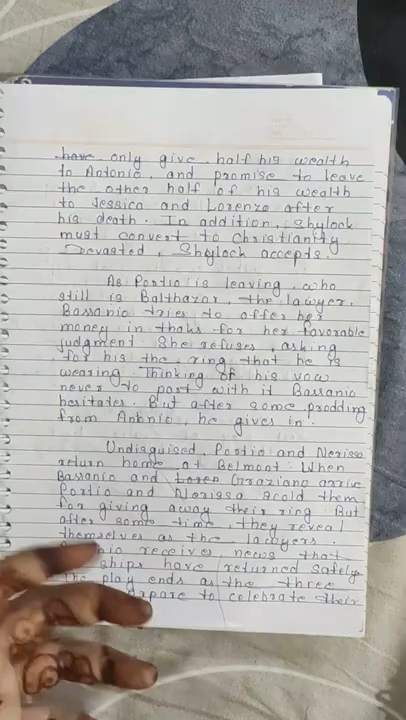 have only give half his wealth
to Antonio, and promise to leave
the other half of his wealth
to Jessica and Lorenzo after
his death. In addition, Shylock
must convert to Christianity
Devasted, Shylock accepts.
As Portia is leaving, who
still is Balthazar, the lawyer.
Bassanio tries to offer her
money in thaks for her favorable
judgment She refuses, asking
for his the ring that he is
wearing. Thinking of his vow
never to part with it Bassanio
hesitates. But after some prodding
from Antonio, he gives in.
Undisguised, Portia and Nerissa
return home at Belmont. When
Bassanio and Loren Graziano arrive
Portia and Nerissa scold them
for giving away their ring. But
after some time, they reveal
themselves as the lawyers.
receives news that
ships have returned safely.
The play ends as the three
to celebrate their